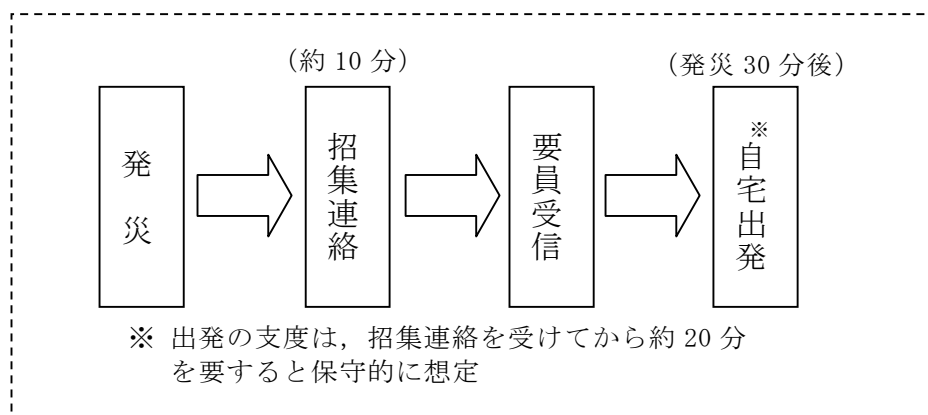 (約 10 分)
(発災 30 分後)
発災
招集連絡
要員受信
※
自宅出発
※ 出発の支度は，招集連絡を受けてから約 20 分
を要すると保守的に想定